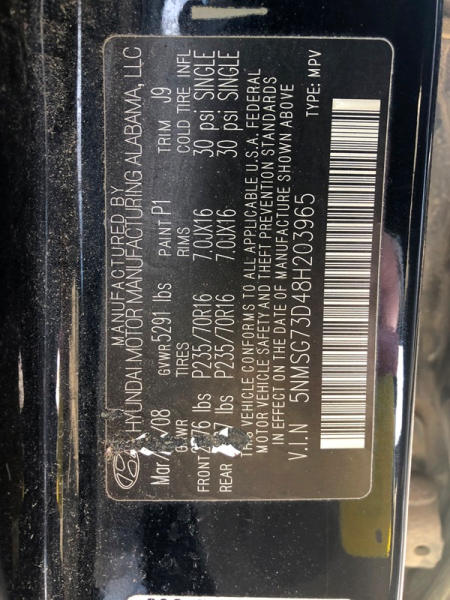 MANUFACTURED BY
HYUNDAI MOTOR MANUFACTURING ALABAMA, LLC
Mar/ /08 GVWR 5291 lbs PAINT P1 TRIM J9
TIRES RIMS COLD TIRE INFL
FRONT lbs P235/70R16 7.0JX16 30 psi SINGLE
REAR lbs P235/70R16 7.0JX16 30 psi SINGLE
THIS VEHICLE CONFORMS TO ALL APPLICABLE U.S.A. FEDERAL
MOTOR VEHICLE SAFETY AND THEFT PREVENTION STANDARDS
IN EFFECT ON THE DATE OF MANUFACTURE SHOWN ABOVE
V.I.N 5NMSG73D48H203965 TYPE: MPV